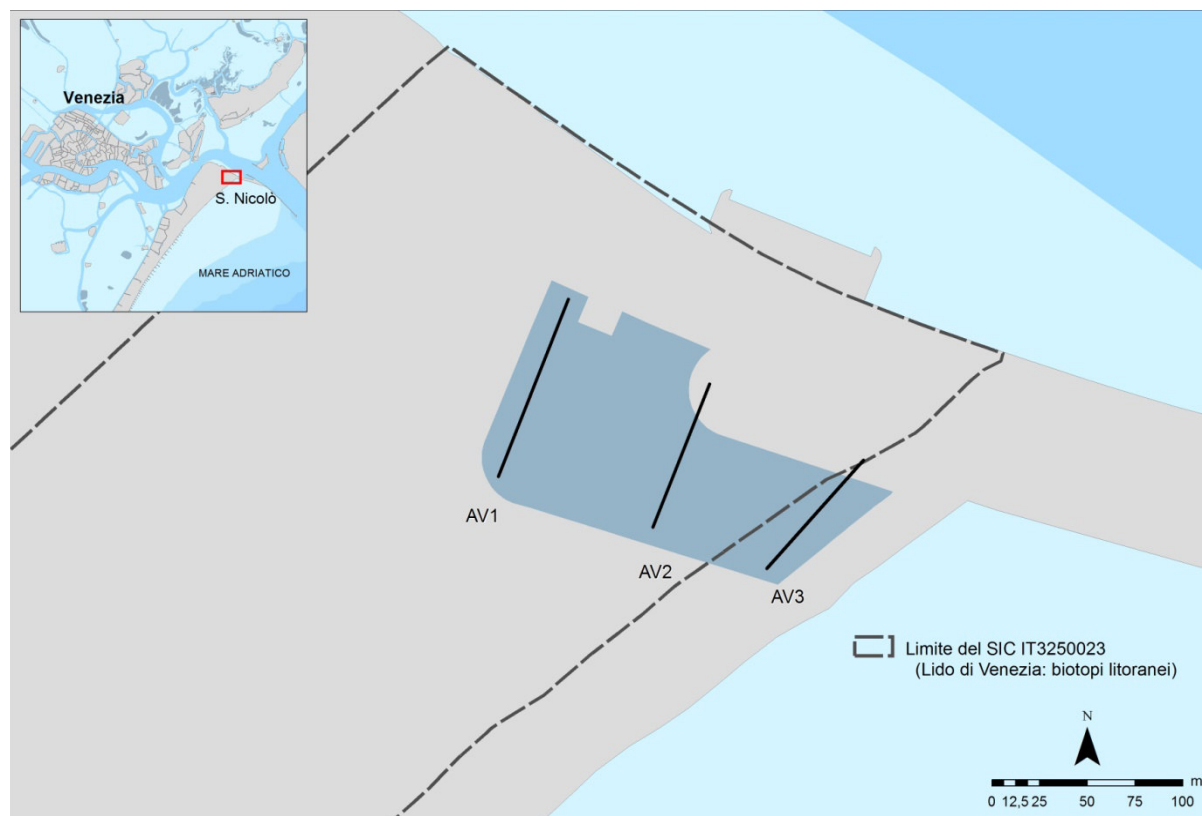 Venezia
S. Nicolò
MARE ADRIATICO
AV1
AV2
AV3
Limite del SIC IT3250023
(Lido di Venezia: biotopi litoranei)
N
m
0 12,5 25 50 75 100